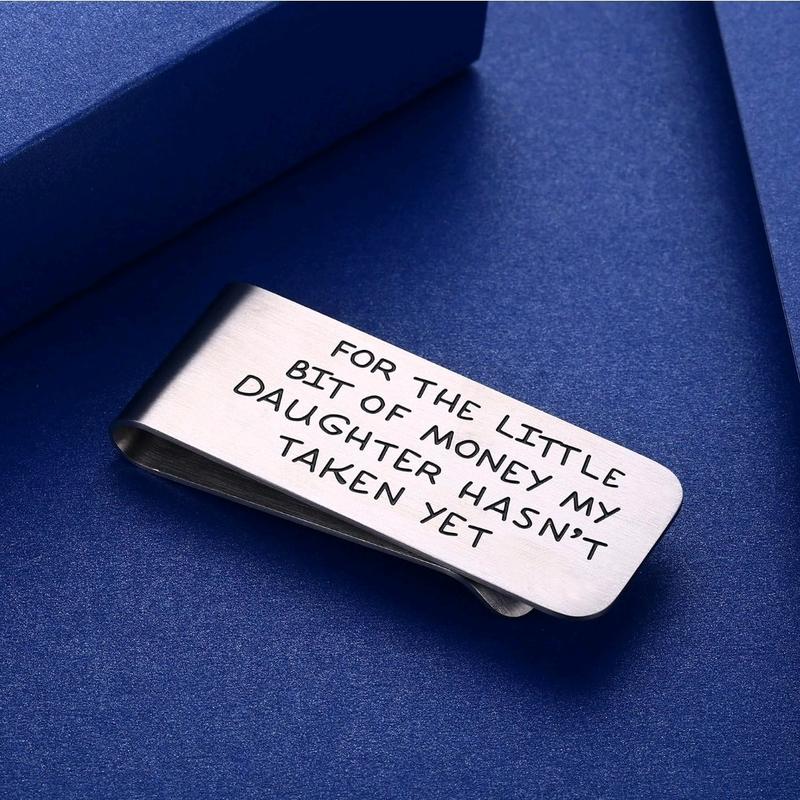 FOR THE LITTLE
BIT OF MONEY MY
DAUGHTER HASN'T
TAKEN YET